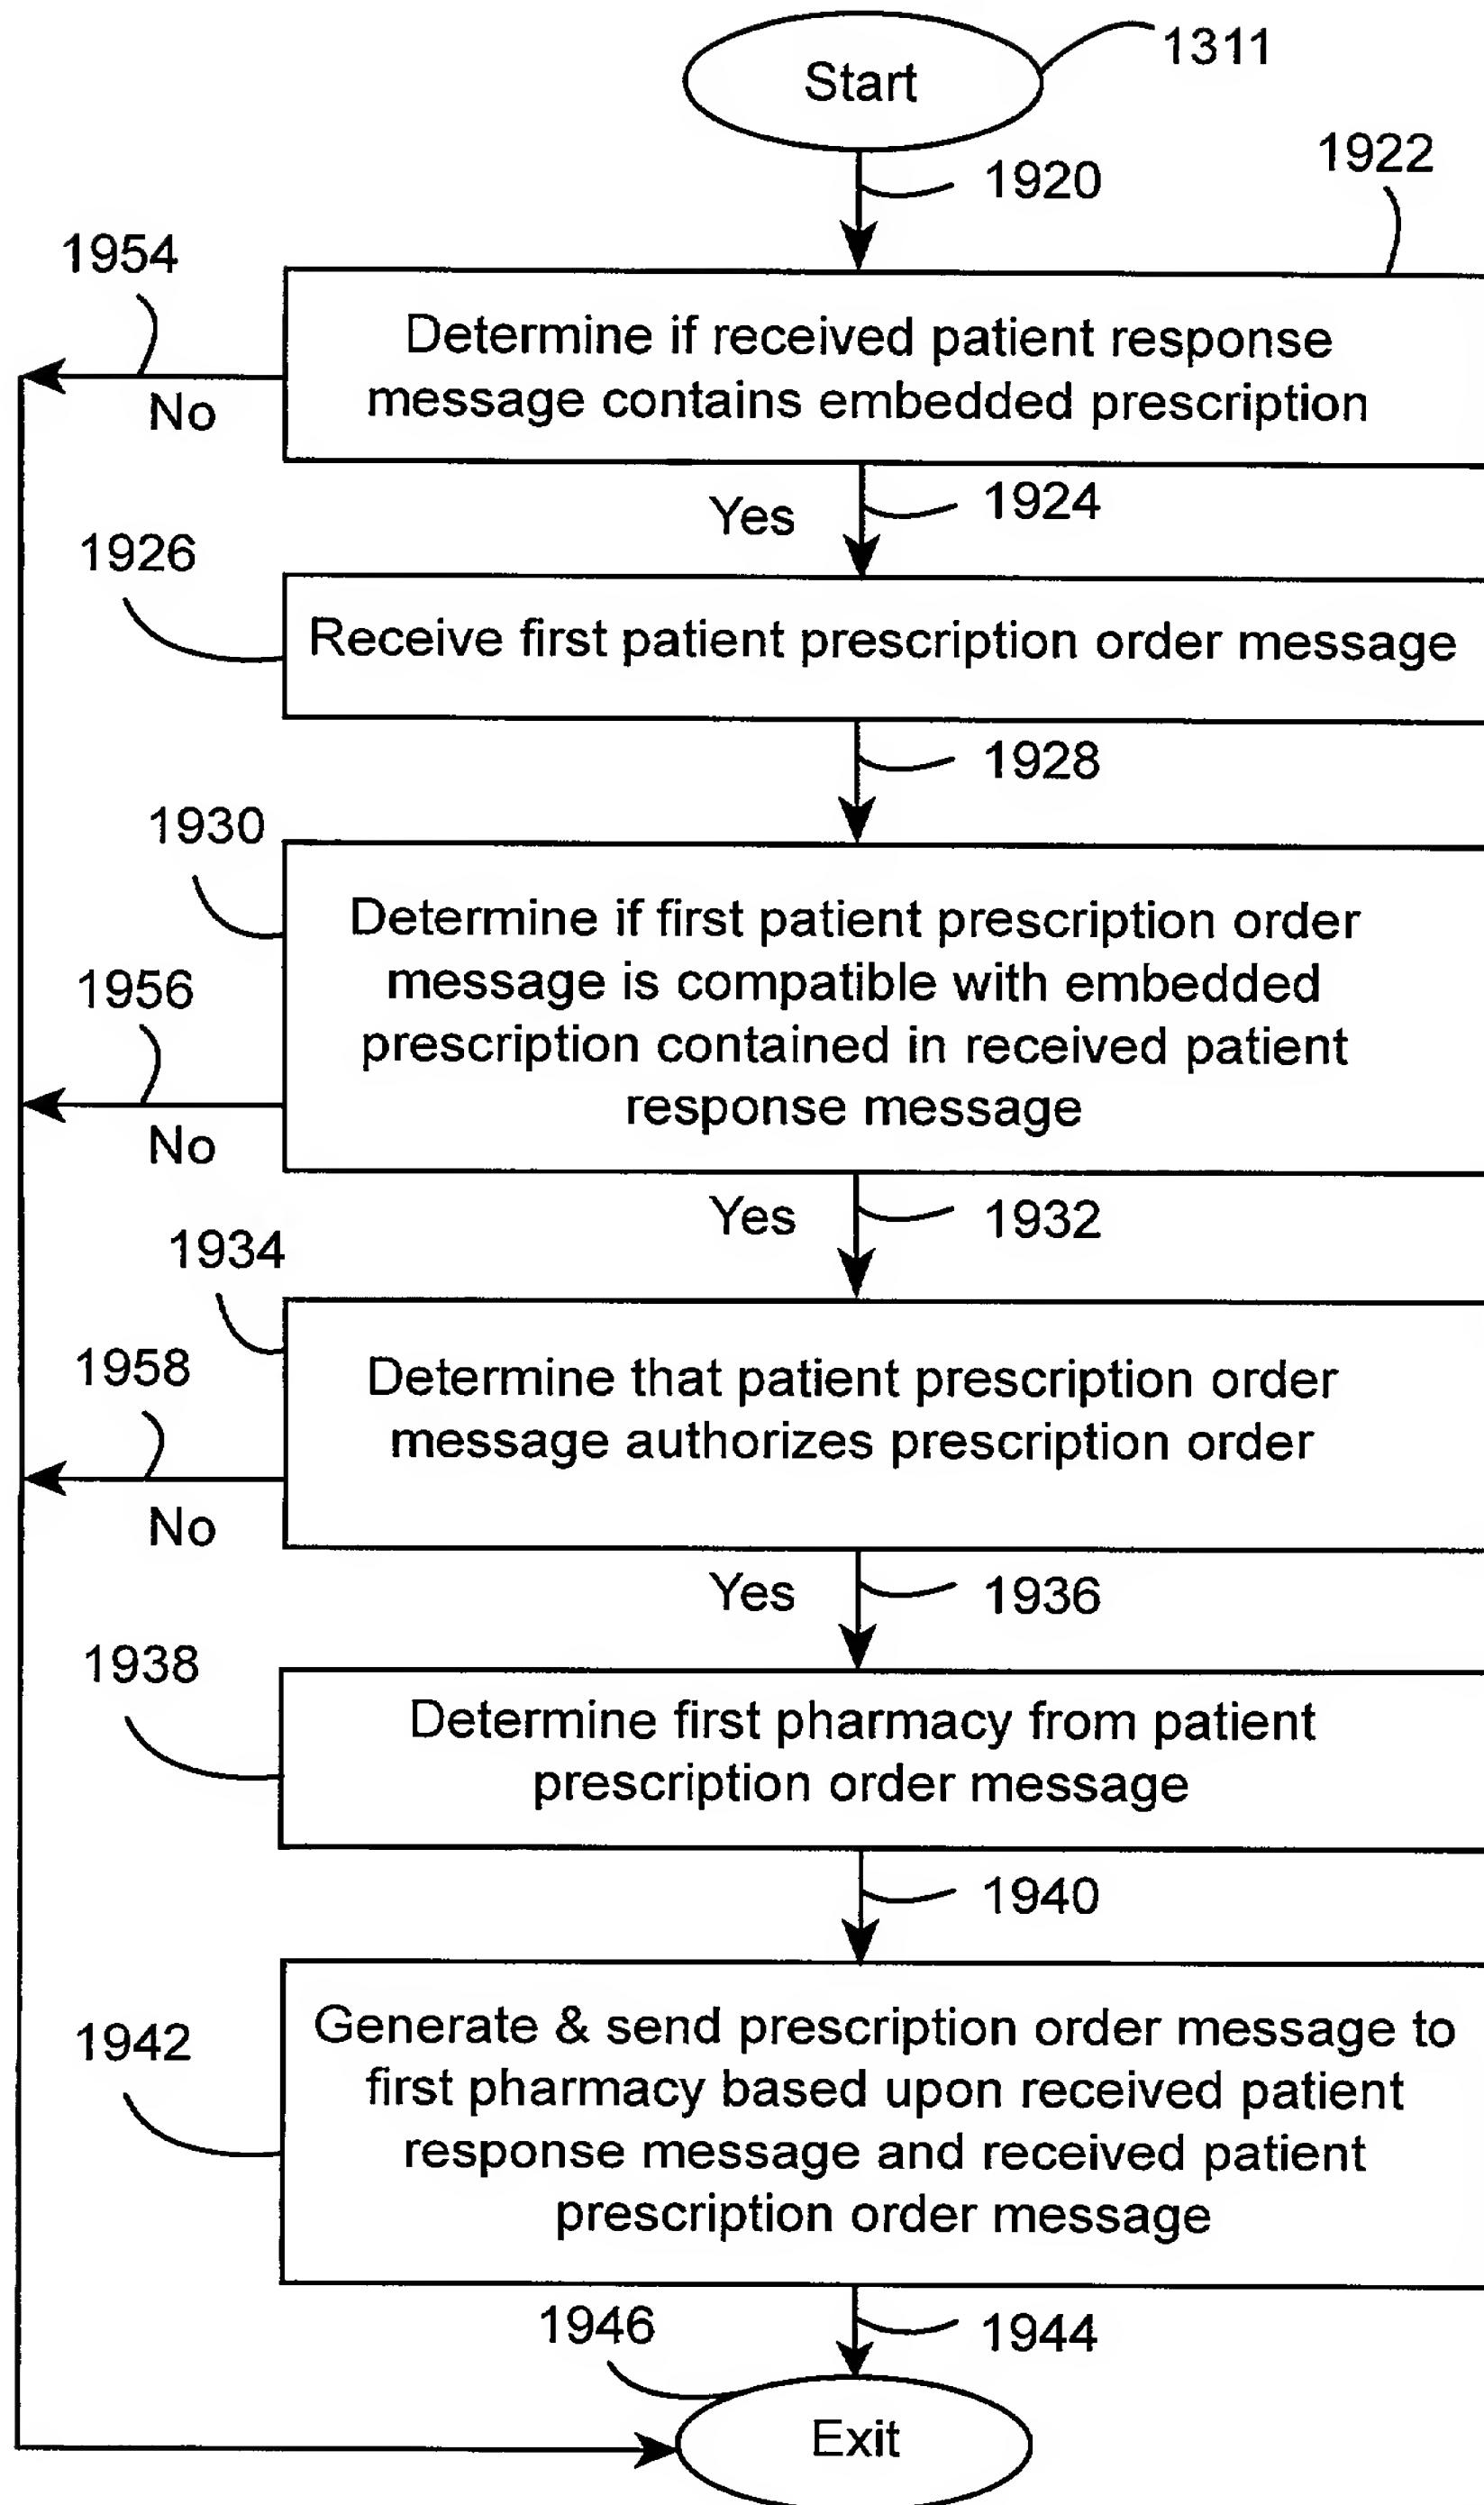 Start
1311
1920
1922
1954
Determine if received patient response
message contains embedded prescription
No
Yes
1924
1926
Receive first patient prescription order message
1928
1930
Determine if first patient prescription order
message is compatible with embedded
prescription contained in received patient
response message
1956
No
Yes
1932
1934
Determine that patient prescription order
message authorizes prescription order
1958
No
Yes
1936
1938
Determine first pharmacy from patient
prescription order message
1940
1942
Generate & send prescription order message to
first pharmacy based upon received patient
response message and received patient
prescription order message
1946
1944
Exit